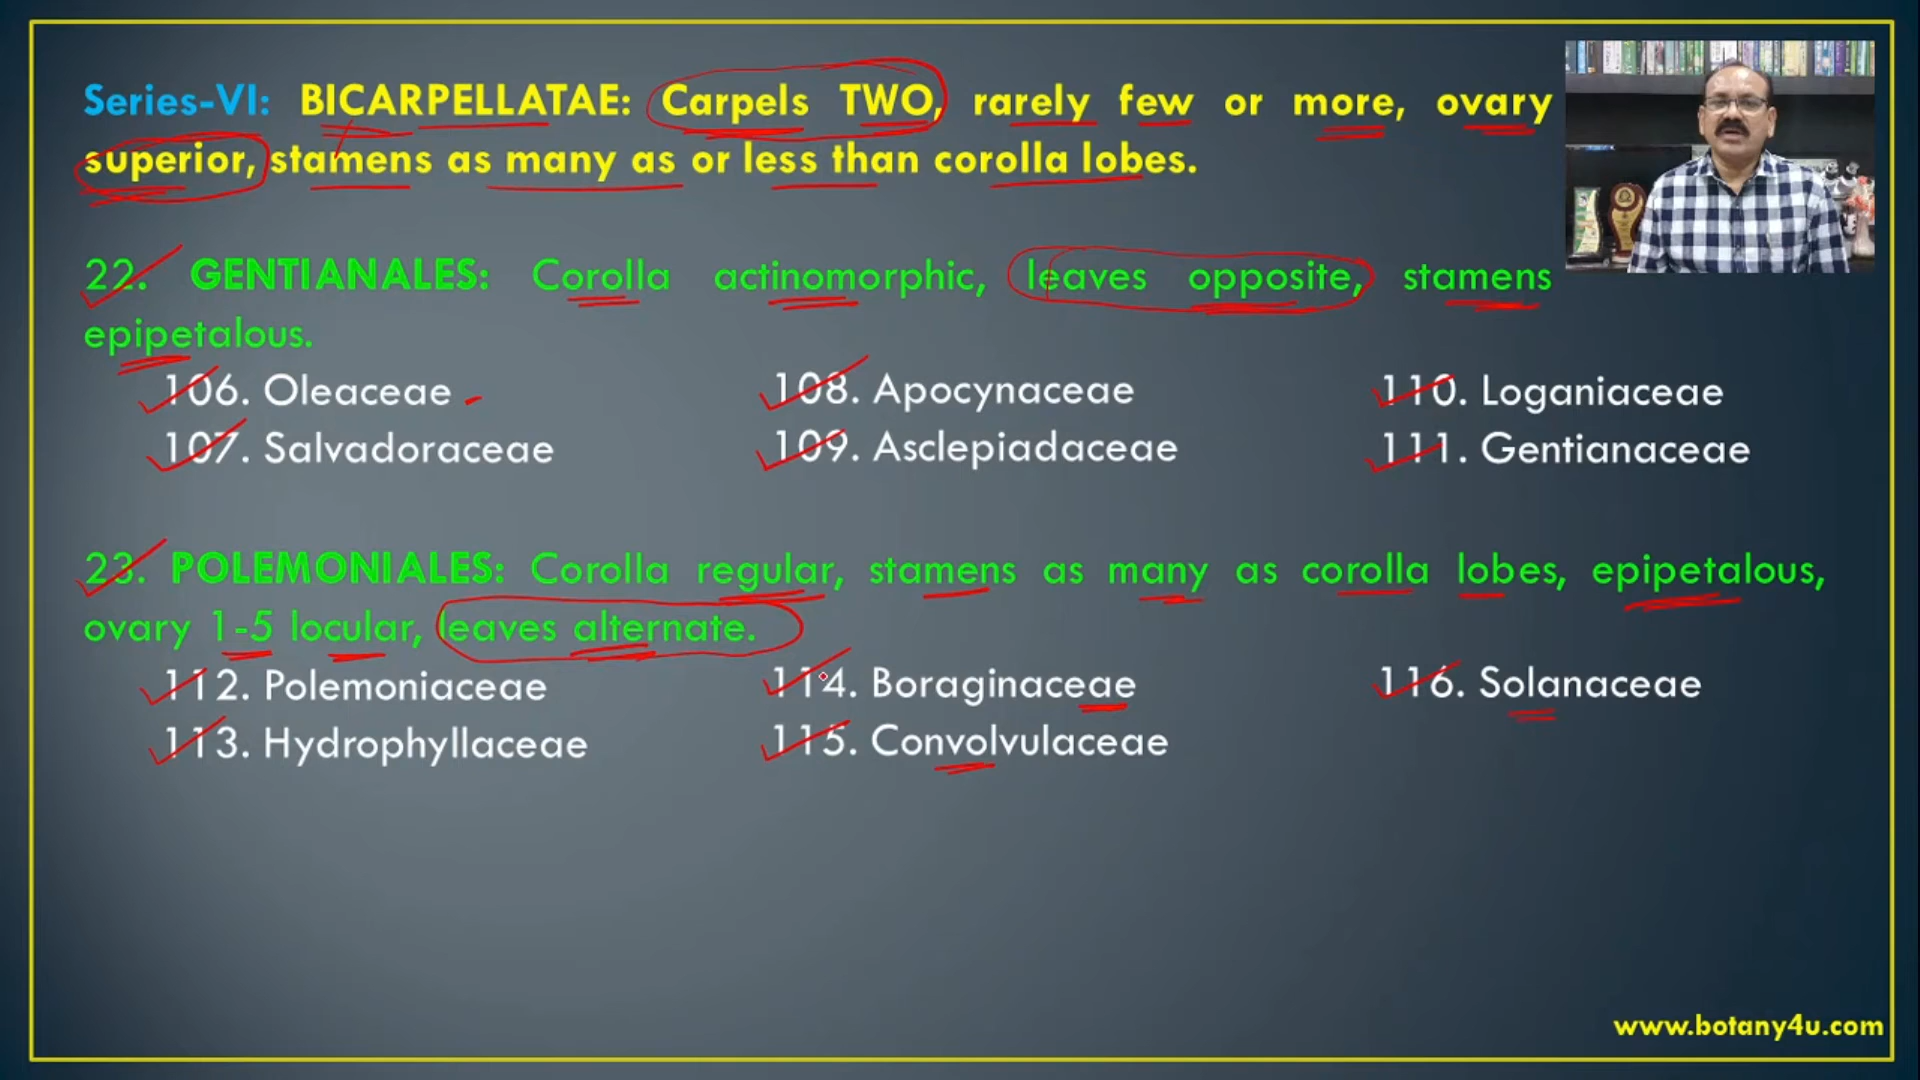 Series-VI: BICARPELLATAE: Carpels TWO, rarely few or more, ovary
superior, stamens as many as or less than corolla lobes.
22. GENTIANALES: Corolla actinomorphic, leaves opposite, stamens
epipetalous.
106. Oleaceae 108. Apocynaceae 110. Loganiaceae
107. Salvadoraceae 109. Asclepiadaceae 111. Gentianaceae
23. POLEMONIALES: Corolla regular, stamens as many as corolla lobes, epipetalous,
ovary 1-5 locular, leaves alternate.
112. Polemoniaceae 114. Boraginaceae 116. Solanaceae
113. Hydrophyllaceae 115. Convolvulaceae
www.botany4u.com